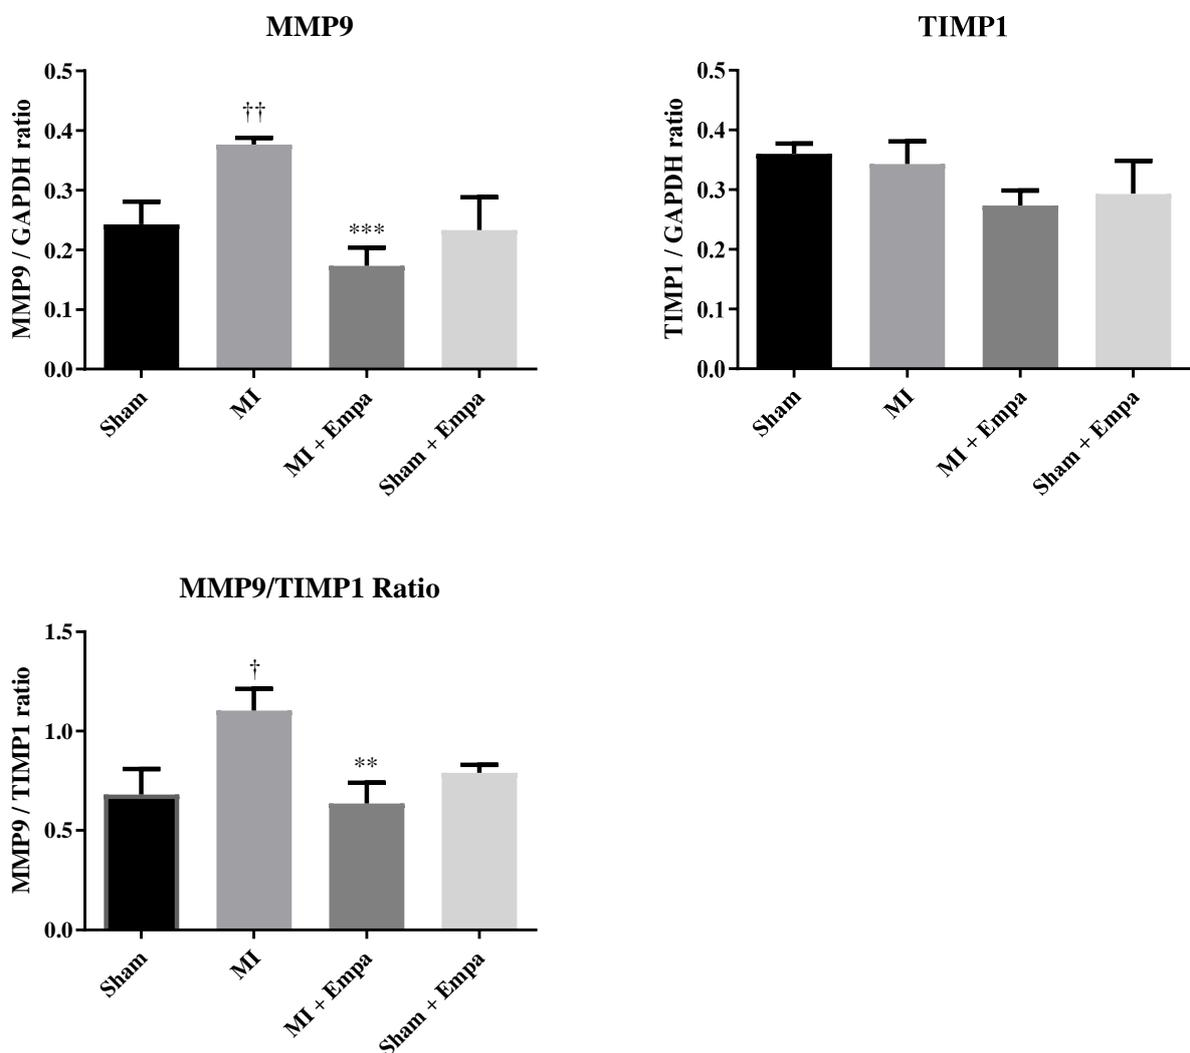 MMP9
MMP9 / GAPDH ratio
0.5
0.4
0.3
0.2
0.1
0.0
††
***
Sham
MI
MI + Empa
Sham + Empa
TIMP1
TIMP1 / GAPDH ratio
0.5
0.4
0.3
0.2
0.1
0.0
Sham
MI
MI + Empa
Sham + Empa
MMP9/TIMP1 Ratio
MMP9 / TIMP1 ratio
1.5
1.0
0.5
0.0
†
**
Sham
MI
MI + Empa
Sham + Empa